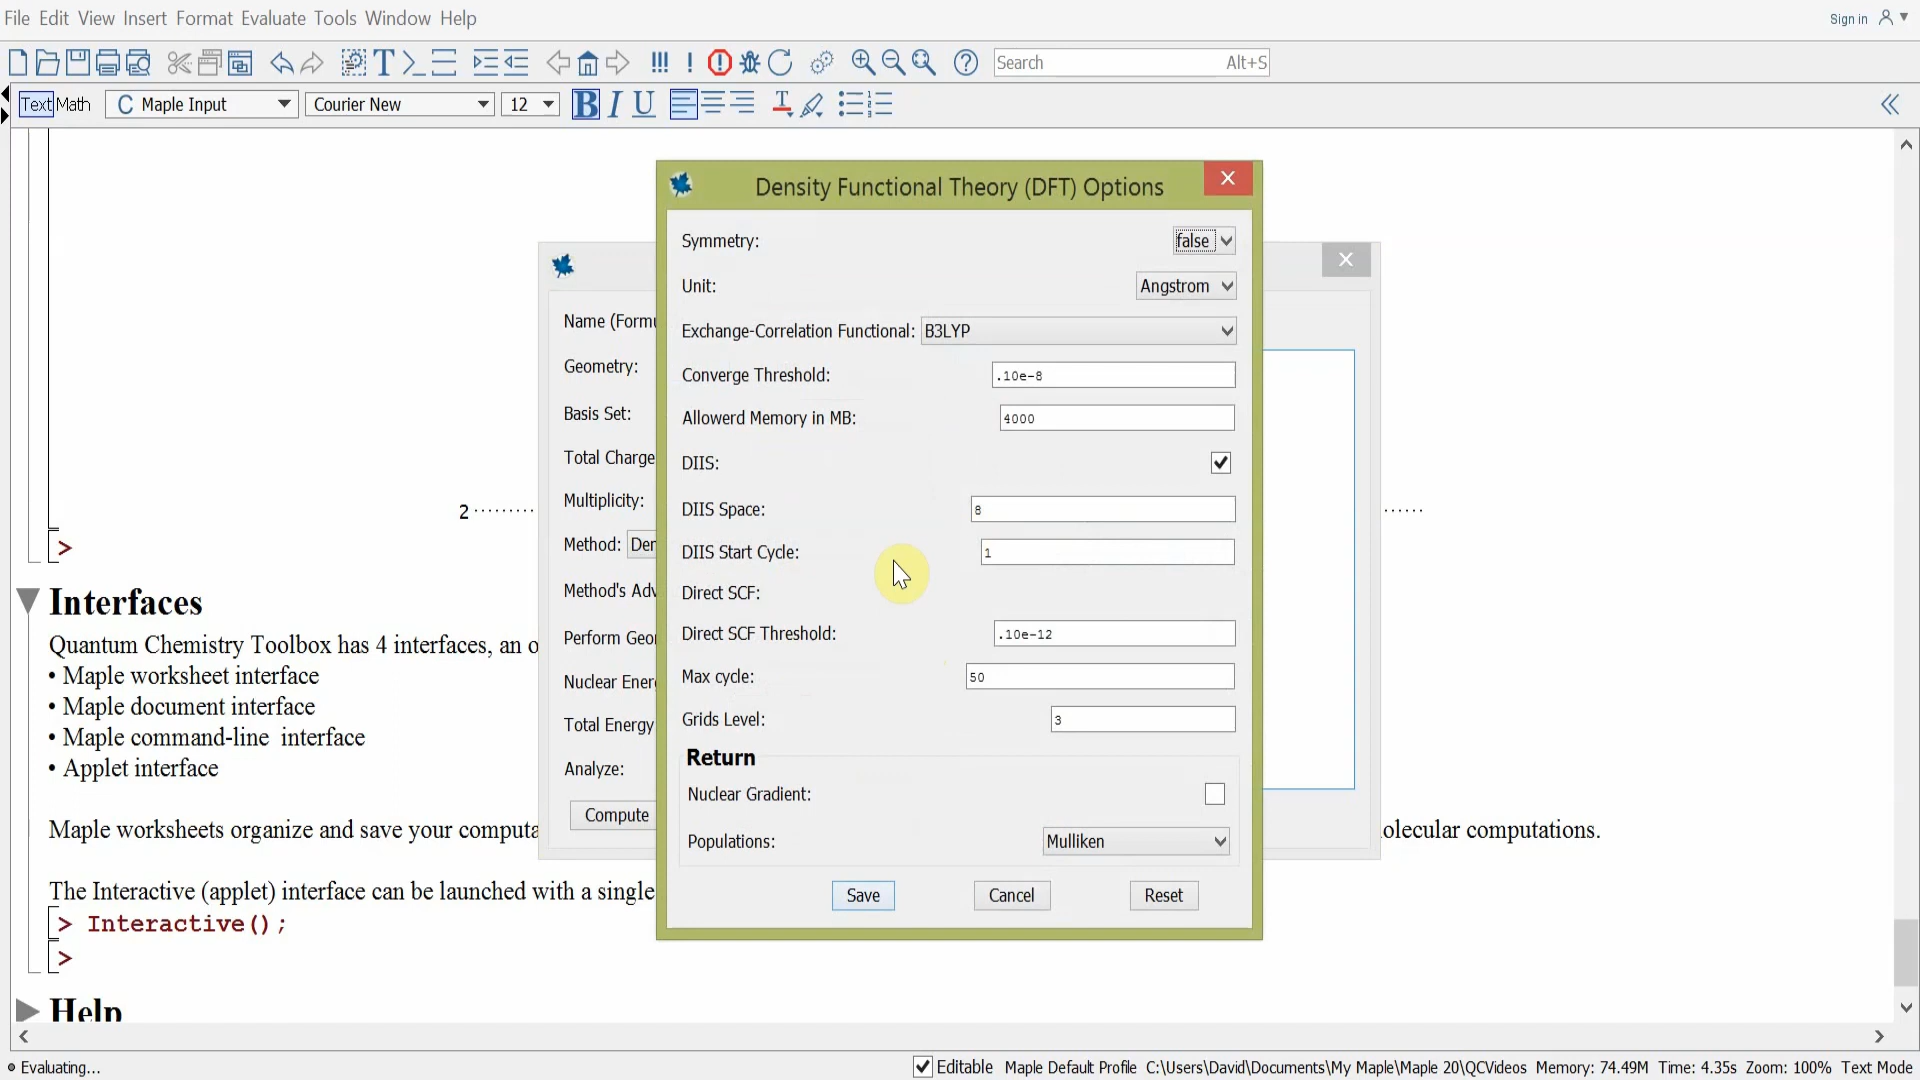 File Edit View Insert Format Evaluate Tools Window Help
Sign in
Search Alt+S
Text Math
C Maple Input
Courier New
12
B I U
Density Functional Theory (DFT) Options
Symmetry: false
Unit: Angstrom
Exchange-Correlation Functional: B3LYP
Converge Threshold: .10e-8
Allowerd Memory in MB: 4000
DIIS:
DIIS Space: 8
DIIS Start Cycle: 1
Direct SCF:
Direct SCF Threshold: .10e-12
Max cycle: 50
Grids Level: 3
Return
Nuclear Gradient:
Populations: Mulliken
Save Cancel Reset
Name (Formu
Geometry:
Basis Set:
Total Charge
Multiplicity:
Method: Den
Method's Adv
Perform Geor
Nuclear Energ
Total Energy
Analyze:
Compute
2
>
Interfaces
Quantum Chemistry Toolbox has 4 interfaces, an o
• Maple worksheet interface
• Maple document interface
• Maple command-line interface
• Applet interface
Maple worksheets organize and save your computa olecular computations.
The Interactive (applet) interface can be launched with a single
> Interactive();
>
Help
Evaluating...
Editable Maple Default Profile C:\Users\David\Documents\My Maple\Maple 20\QCVideos Memory: 74.49M Time: 4.35s Zoom: 100% Text Mode